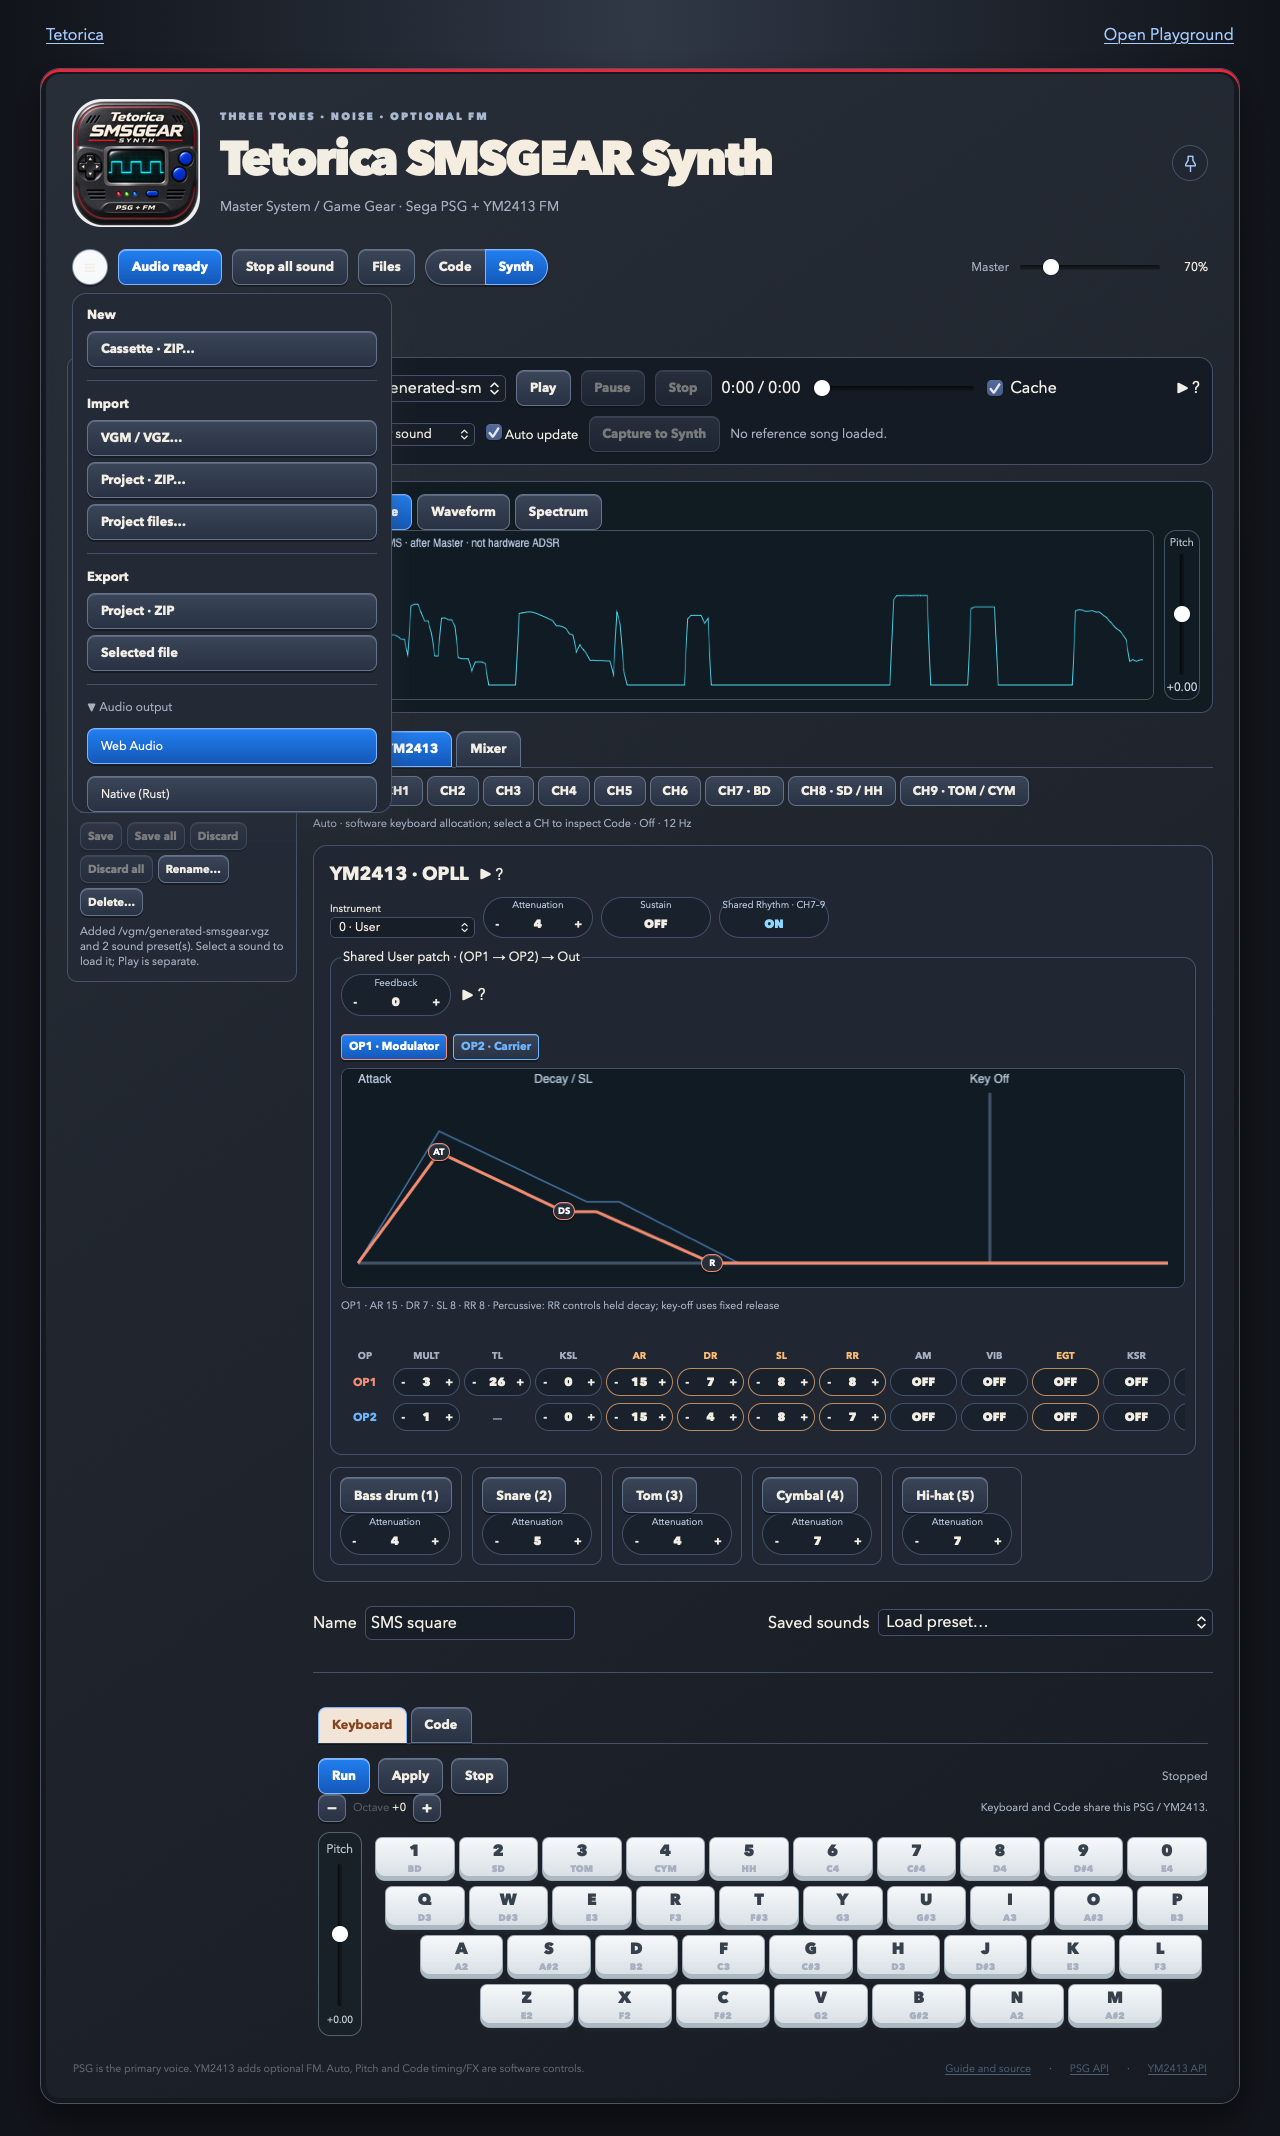 Tetorica
Open Playground
Tetorica
SMSGEAR
SYNTH
PSG + FM
THREE TONES • NOISE • OPTIONAL FM
Tetorica SMSGEAR Synth
Master System / Game Gear · Sega PSG + YM2413 FM
Audio ready
Stop all sound
Files
Code
Synth
Master
70%
New
Cassette · ZIP...
Import
VGM / VGZ...
Project · ZIP...
Project files...
Export
Project · ZIP
Selected file
▼ Audio output
Web Audio
Native (Rust)
enerated-sm
Play
Pause
Stop
0:00 / 0:00
Cache
▶ ?
sound
Auto update
Capture to Synth
No reference song loaded.
e
Waveform
Spectrum
MS · after Master · not hardware ADSR
Pitch
+0.00
YM2413
Mixer
CH1
CH2
CH3
CH4
CH5
CH6
CH7 · BD
CH8 · SD / HH
CH9 · TOM / CYM
Auto · software keyboard allocation; select a CH to inspect Code · Off · 12 Hz
Save
Save all
Discard
Discard all
Rename...
Delete...
Added /vgm/generated-smsgear.vgz
and 2 sound preset(s). Select a sound to
load it; Play is separate.
YM2413 · OPLL ▶ ?
Instrument
0 · User
Attenuation
- 4 +
Sustain
OFF
Shared Rhythm · CH7–9
ON
Shared User patch · (OP1 → OP2) → Out
Feedback
- 0 +
▶ ?
OP1 · Modulator
OP2 · Carrier
Attack
Decay / SL
Key Off
AT
DS
R
OP1 · AR 15 · DR 7 · SL 8 · RR 8 · Percussive: RR controls held decay; key-off uses fixed release
OP MULT TL KSL AR DR SL RR AM VIB EGT KSR
OP1 - 3 + - 26 + - 0 + - 15 + - 7 + - 8 + - 8 + OFF OFF OFF OFF
OP2 - 1 + — - 0 + - 15 + - 4 + - 8 + - 7 + OFF OFF OFF OFF
Bass drum (1)
Attenuation
- 4 +
Snare (2)
Attenuation
- 5 +
Tom (3)
Attenuation
- 4 +
Cymbal (4)
Attenuation
- 7 +
Hi-hat (5)
Attenuation
- 7 +
Name
SMS square
Saved sounds
Load preset...
Keyboard
Code
Run
Apply
Stop
Stopped
− Octave +0 +
Keyboard and Code share this PSG / YM2413.
Pitch
+0.00
1 2 3 4 5 6 7 8 9 0
BD SD TOM CYM HH C4 C#4 D4 D#4 E4
Q W E R T Y U I O P
D3 D#3 E3 F3 F#3 G3 G#3 A3 A#3 B3
A S D F G H J K L
A2 A#2 B2 C3 C#3 D3 D#3 E3 F3
Z X C V B N M
E2 F2 F#2 G2 G#2 A2 A#2
PSG is the primary voice. YM2413 adds optional FM. Auto, Pitch and Code timing/FX are software controls.
Guide and source · PSG API · YM2413 API